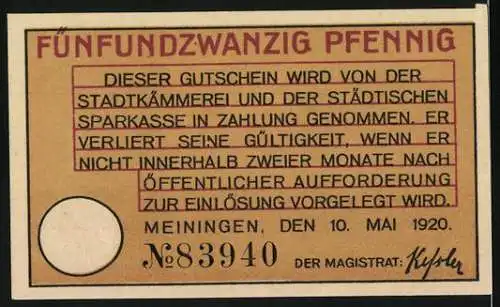 FÜNFUNDZWANZIG PFENNIG
DIESER GUTSCHEIN WIRD VON DER
STADTKÄMMEREI UND DER STÄDTISCHEN
SPARKASSE IN ZAHLUNG GENOMMEN. ER
VERLIERT SEINE GÜLTIGKEIT, WENN ER
NICHT INNERHALB ZWEIER MONATE NACH
ÖFFENTLICHER AUFFORDERUNG
ZUR EINLÖSUNG VORGELEGT WIRD.
MEININGEN, DEN 10. MAI 1920.
№83940 DER MAGISTRAT: Keßler